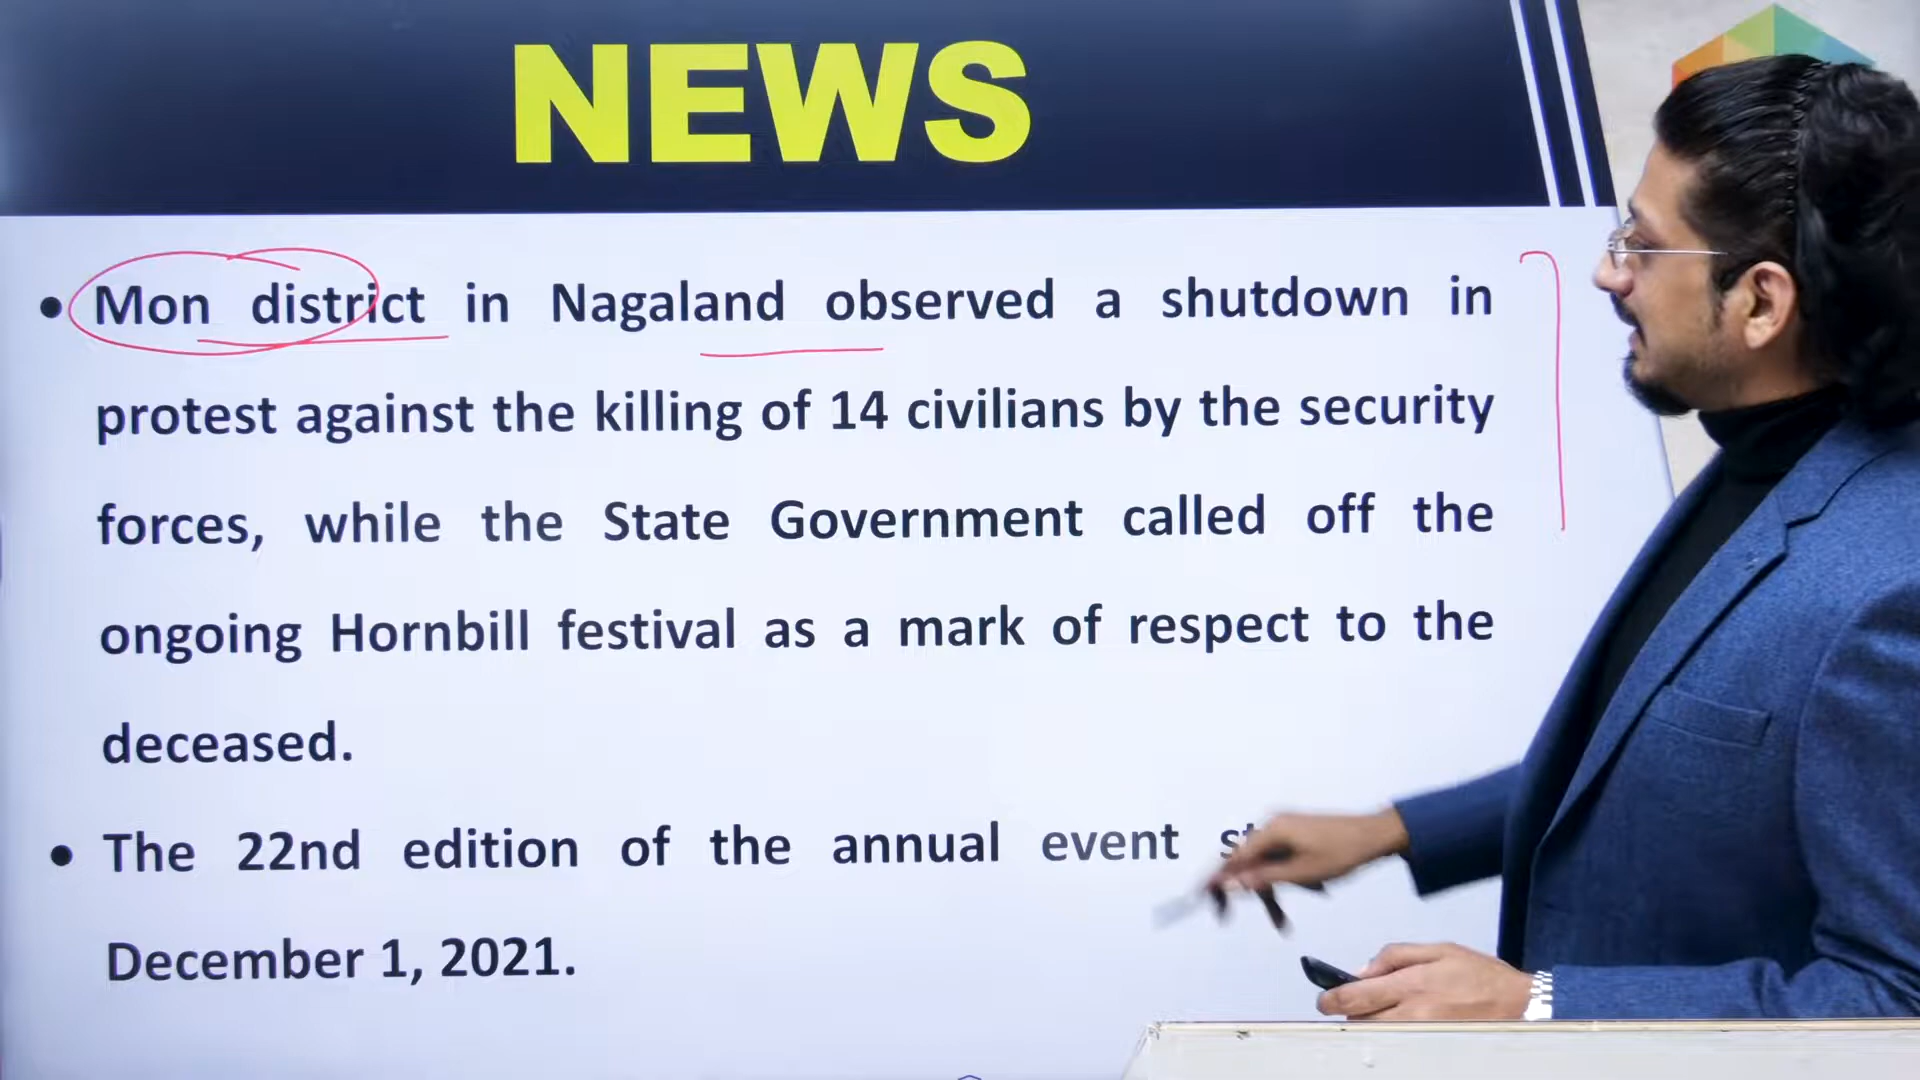 NEWS
• Mon district in Nagaland observed a shutdown in
protest against the killing of 14 civilians by the security
forces, while the State Government called off the
ongoing Hornbill festival as a mark of respect to the
deceased.
• The 22nd edition of the annual event
December 1, 2021.